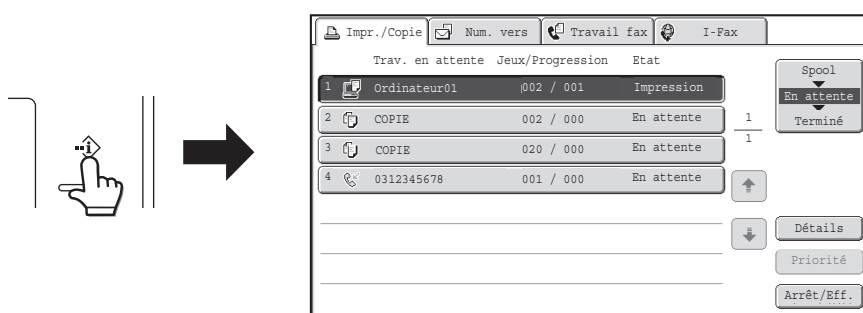 Impr./Copie Num. vers Travail fax I-Fax
Trav. en attente Jeux/Progression Etat
1 Ordinateur01 002 / 001 Impression
2 COPIE 002 / 000 En attente
3 COPIE 020 / 000 En attente
4 0312345678 001 / 000 En attente
1
1
Spool
En attente
Terminé
Détails
Priorité
Arrêt/Eff.